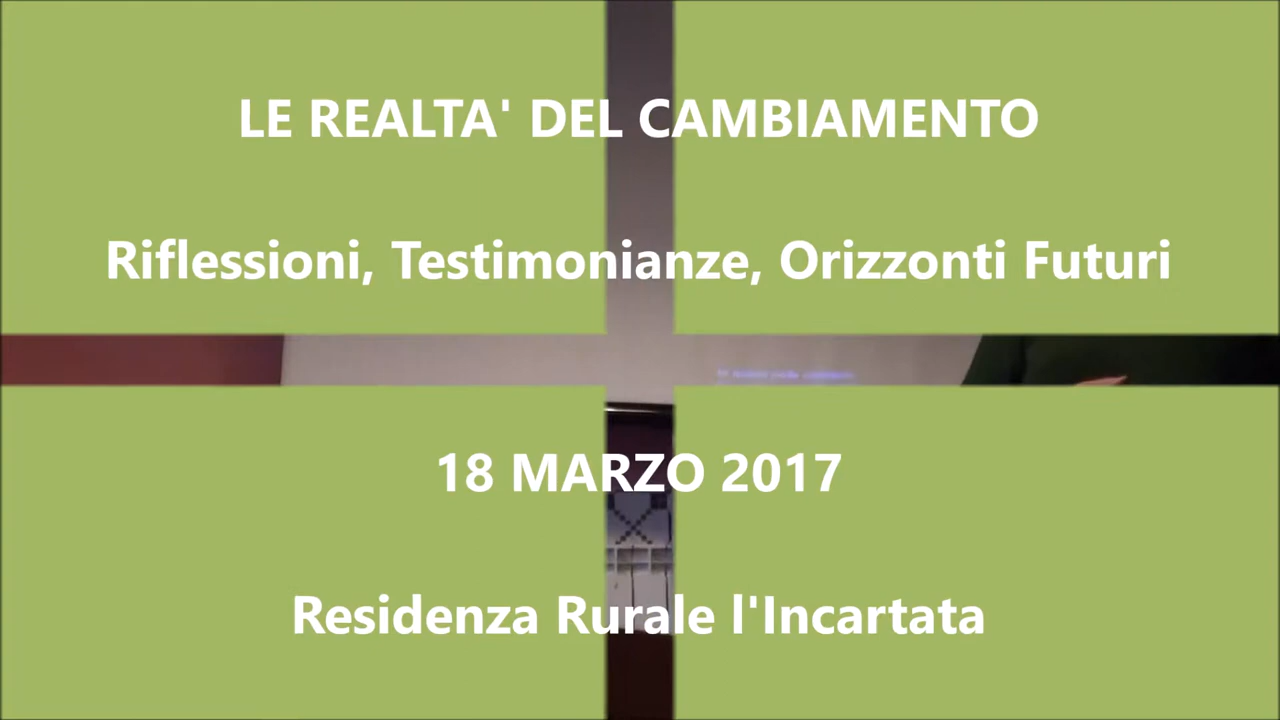 LE REALTA' DEL CAMBIAMENTO
Riflessioni, Testimonianze, Orizzonti Futuri
18 MARZO 2017
Residenza Rurale l'Incartata